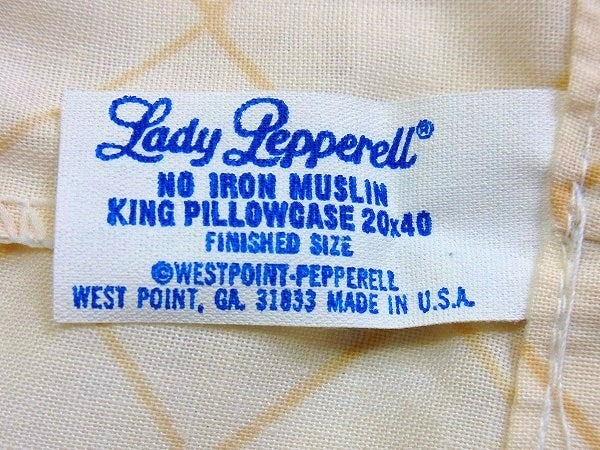 Lady Pepperell®
NO IRON MUSLIN
KING PILLOWCASE 20x40
FINISHED SIZE
©WESTPOINT-PEPPERELL
WEST POINT, GA. 31833 MADE IN U.S.A.